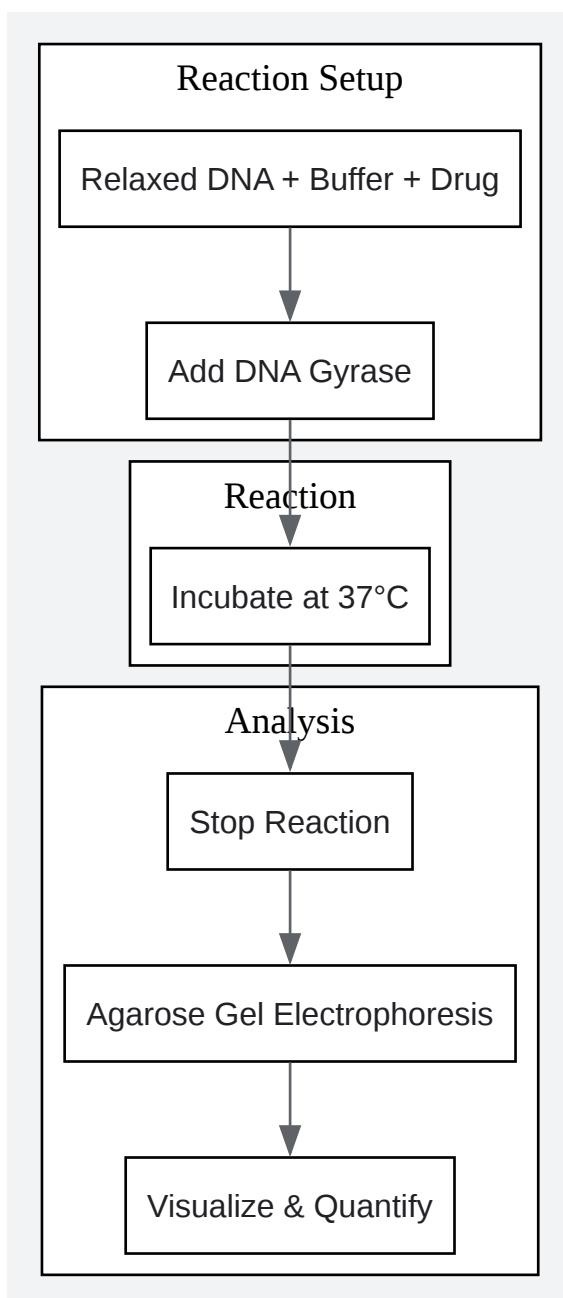 Reaction Setup
Relaxed DNA + Buffer + Drug
Add DNA Gyrase
Reaction
Incubate at 37°C
Analysis
Stop Reaction
Agarose Gel Electrophoresis
Visualize & Quantify